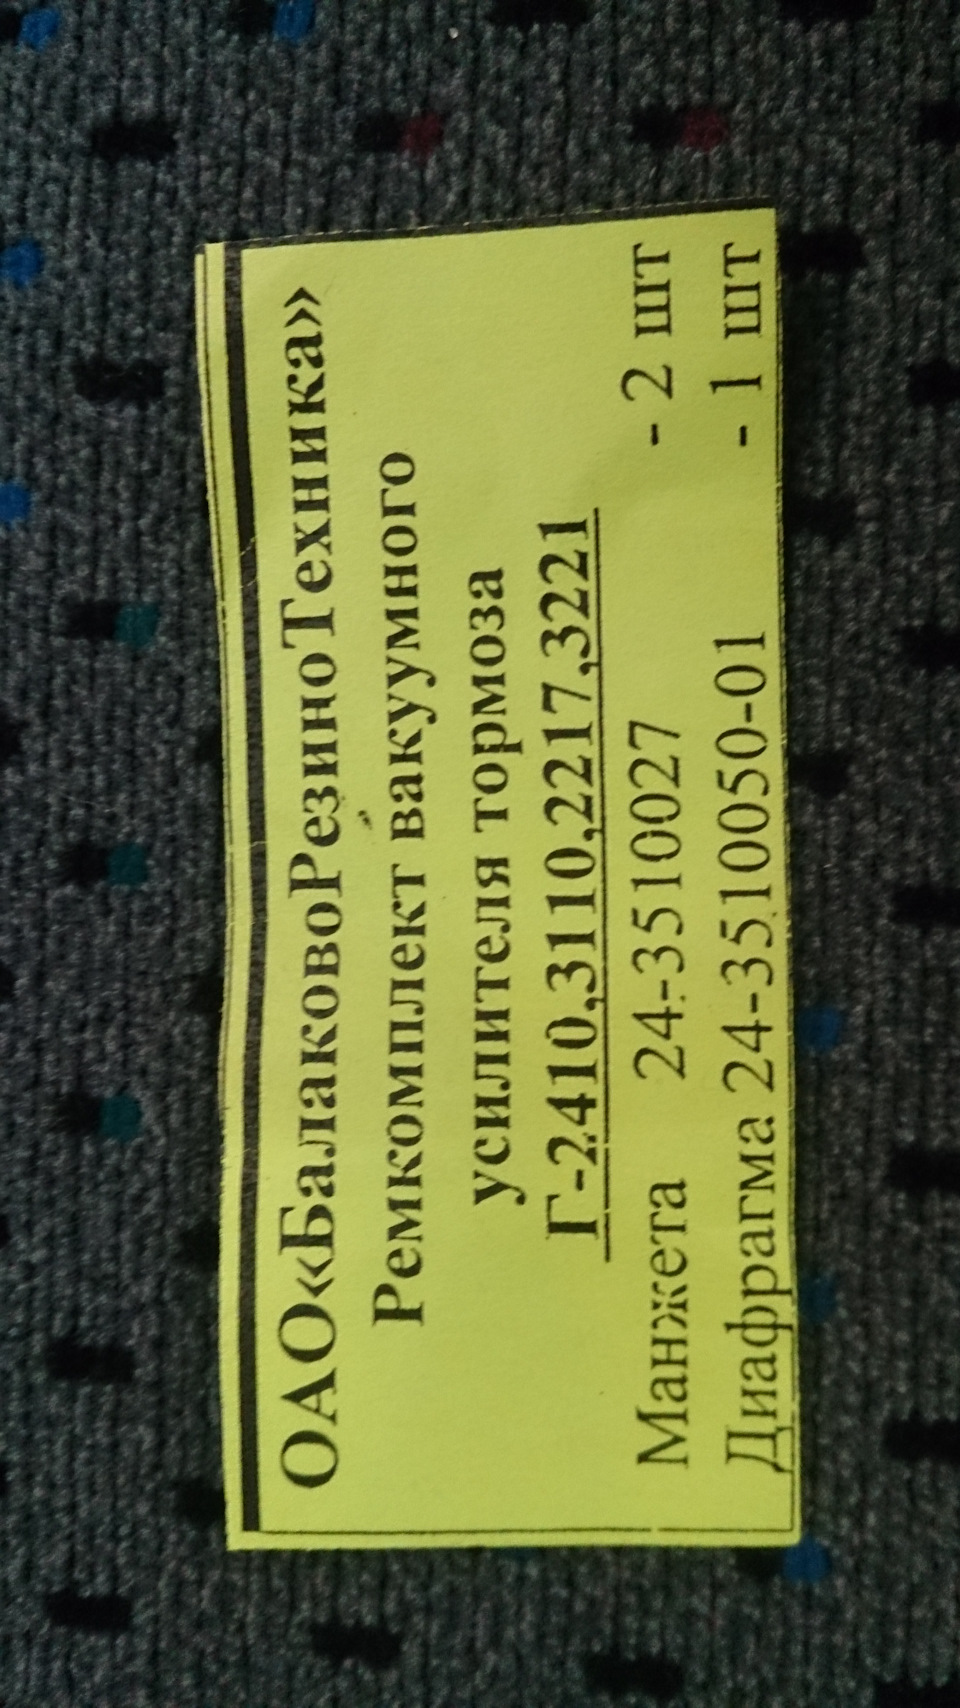 ОАО«БалаковоРезиноТехника»
Ремкомплект вакуумного
усилителя тормоза
Г-2410,3110,2217,3221
Манжета 24-3510027 - 2 шт
Диафрагма 24-3510050-01 - 1 шт